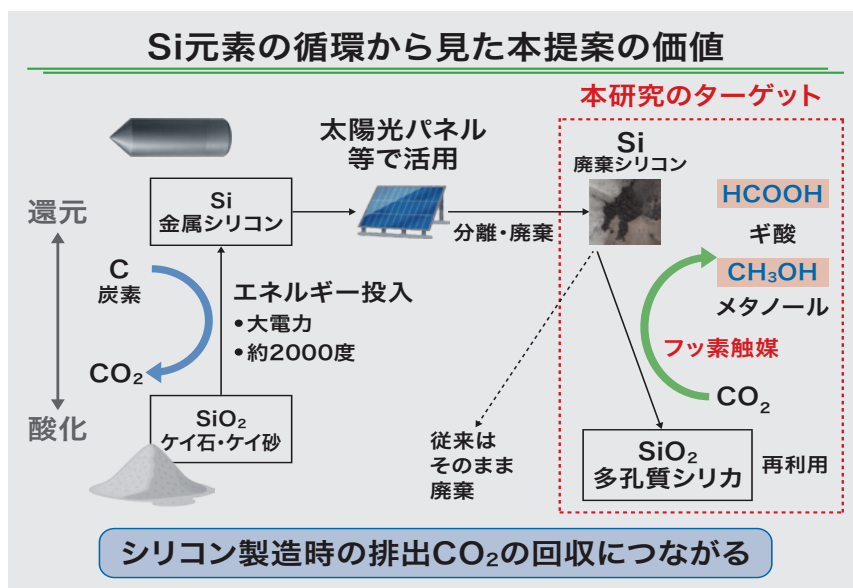 Si元素の循環から見た本提案の価値
本研究のターゲット
還元
酸化
Si
金属シリコン
C
炭素
CO₂
エネルギー投入
•大電力
•約2000度
SiO₂
ケイ石・ケイ砂
太陽光パネル
等で活用
分離・廃棄
Si
廃棄シリコン
従来は
そのまま
廃棄
HCOOH
ギ酸
CH₃OH
メタノール
フッ素触媒
CO₂
SiO₂
多孔質シリカ
再利用
シリコン製造時の排出CO₂の回収につながる